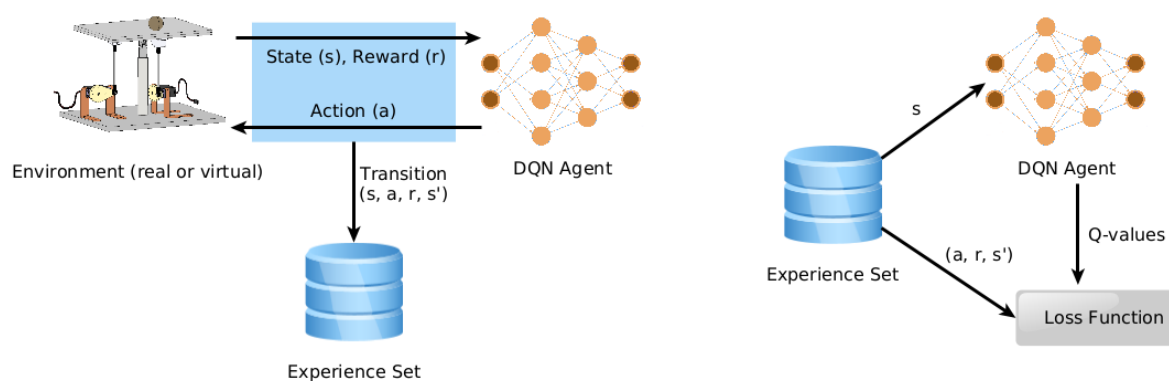 State (s), Reward (r)
Action (a)
Environment (real or virtual)
DQN Agent
Transition
(s, a, r, s')
Experience Set
s
DQN Agent
Q-values
Experience Set
(a, r, s')
Loss Function